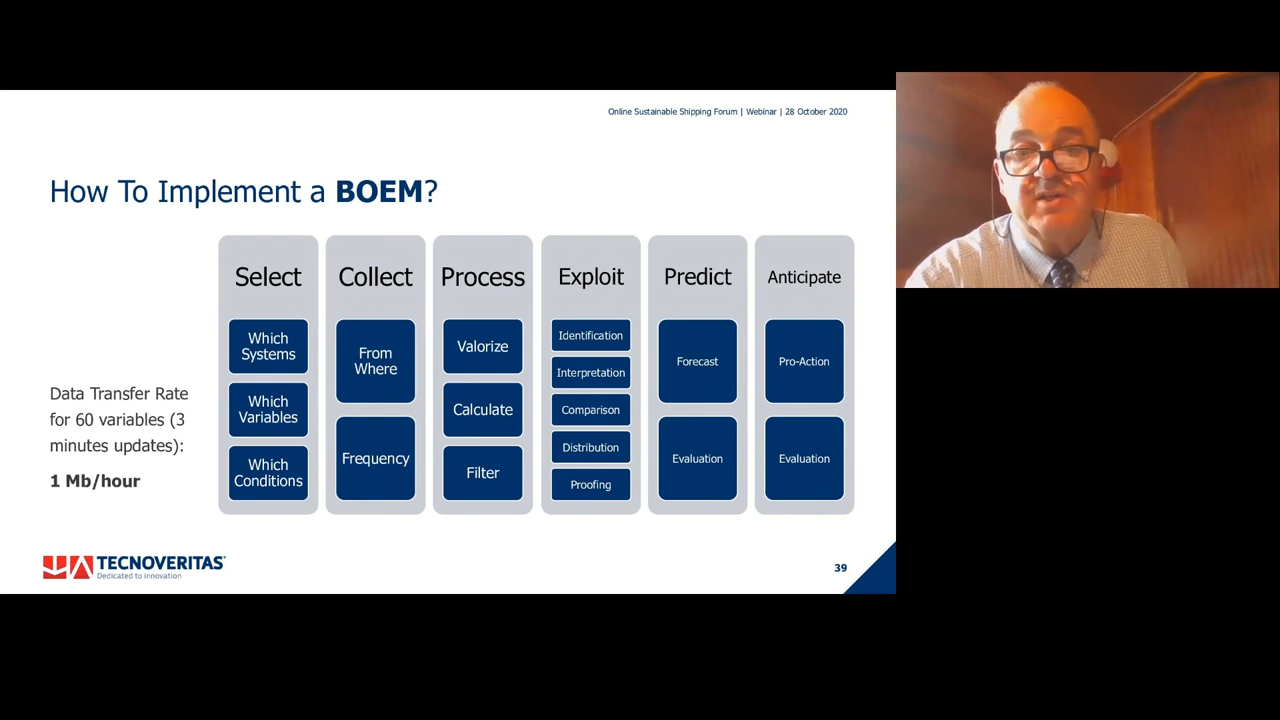 Online Sustainable Shipping Forum | Webinar | 28 October 2020
How To Implement a BOEM?
Select
Which
Systems
Which
Variables
Which
Conditions
Collect
From
Where
Frequency
Process
Valorize
Calculate
Filter
Exploit
Identification
Interpretation
Comparison
Distribution
Proofing
Predict
Forecast
Evaluation
Anticipate
Pro-Action
Evaluation
Data Transfer Rate
for 60 variables (3
minutes updates):
1 Mb/hour
TECNOVERITAS
Dedicated to Innovation
39